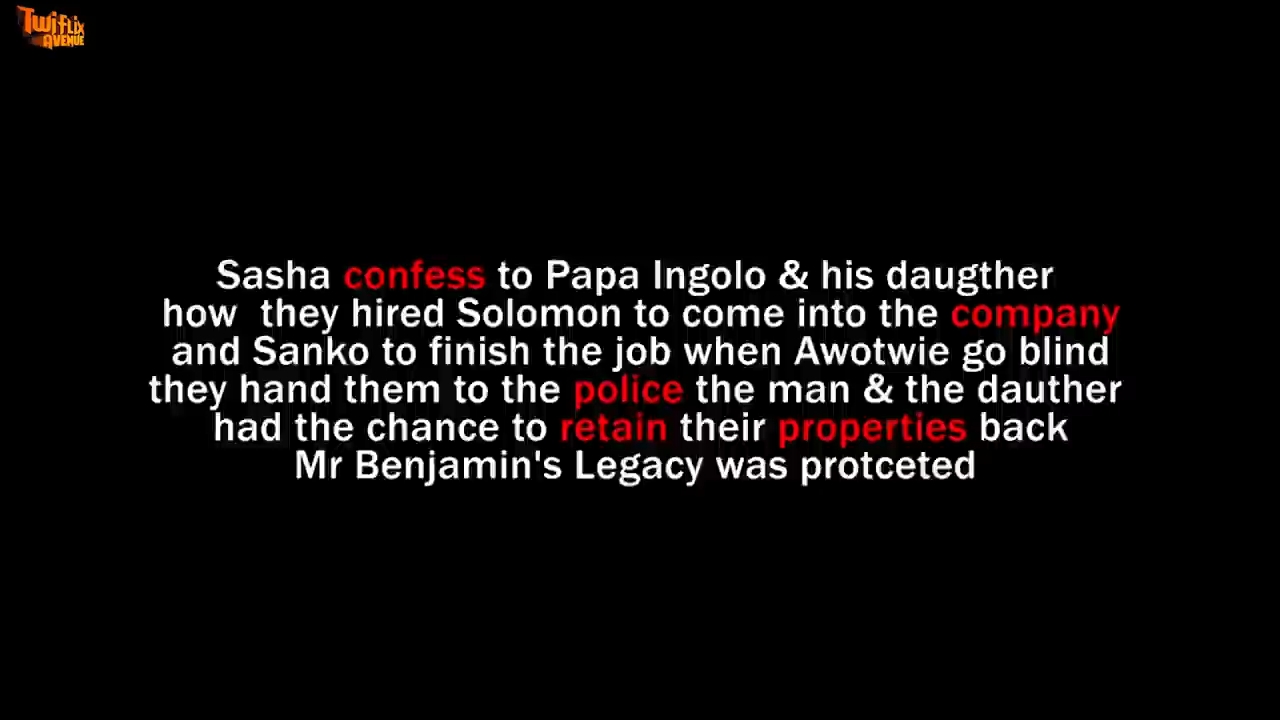 Twiflix
Avenue
Sasha confess to Papa Ingolo & his daugther
how  they hired Solomon to come into the company
and Sanko to finish the job when Awotwie go blind
they hand them to the police the man & the dauther
had the chance to retain their properties back
Mr Benjamin's Legacy was protceted